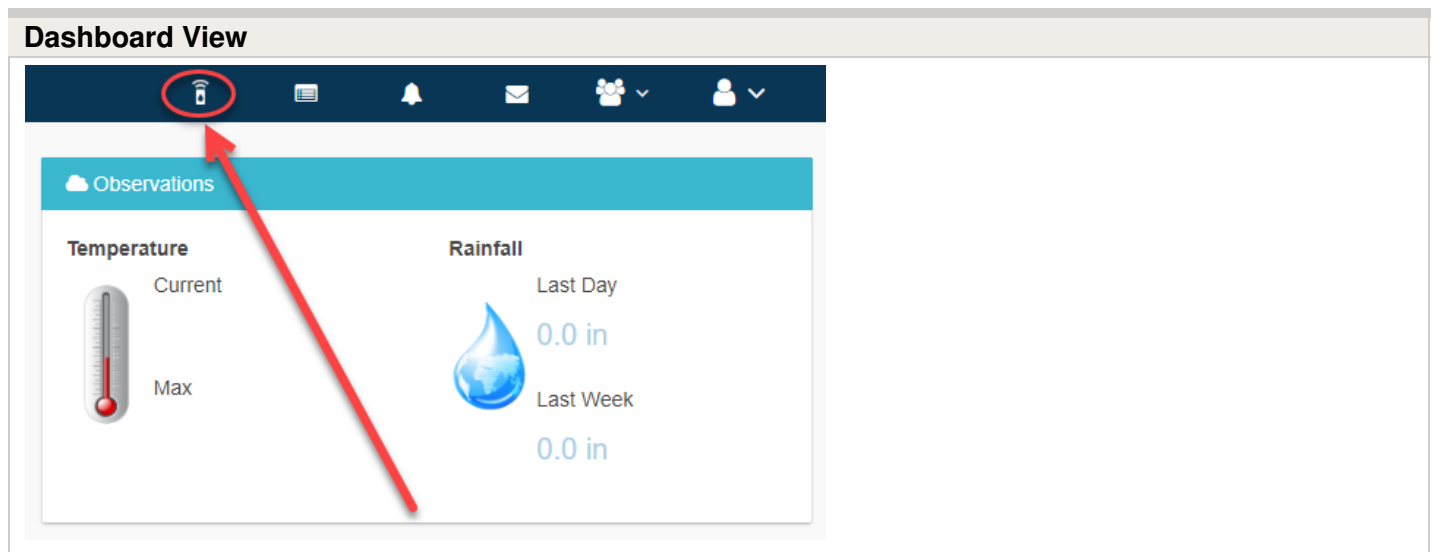 Dashboard View
Observations
Temperature
Rainfall
Current
Last Day
0.0 in
Max
Last Week
0.0 in